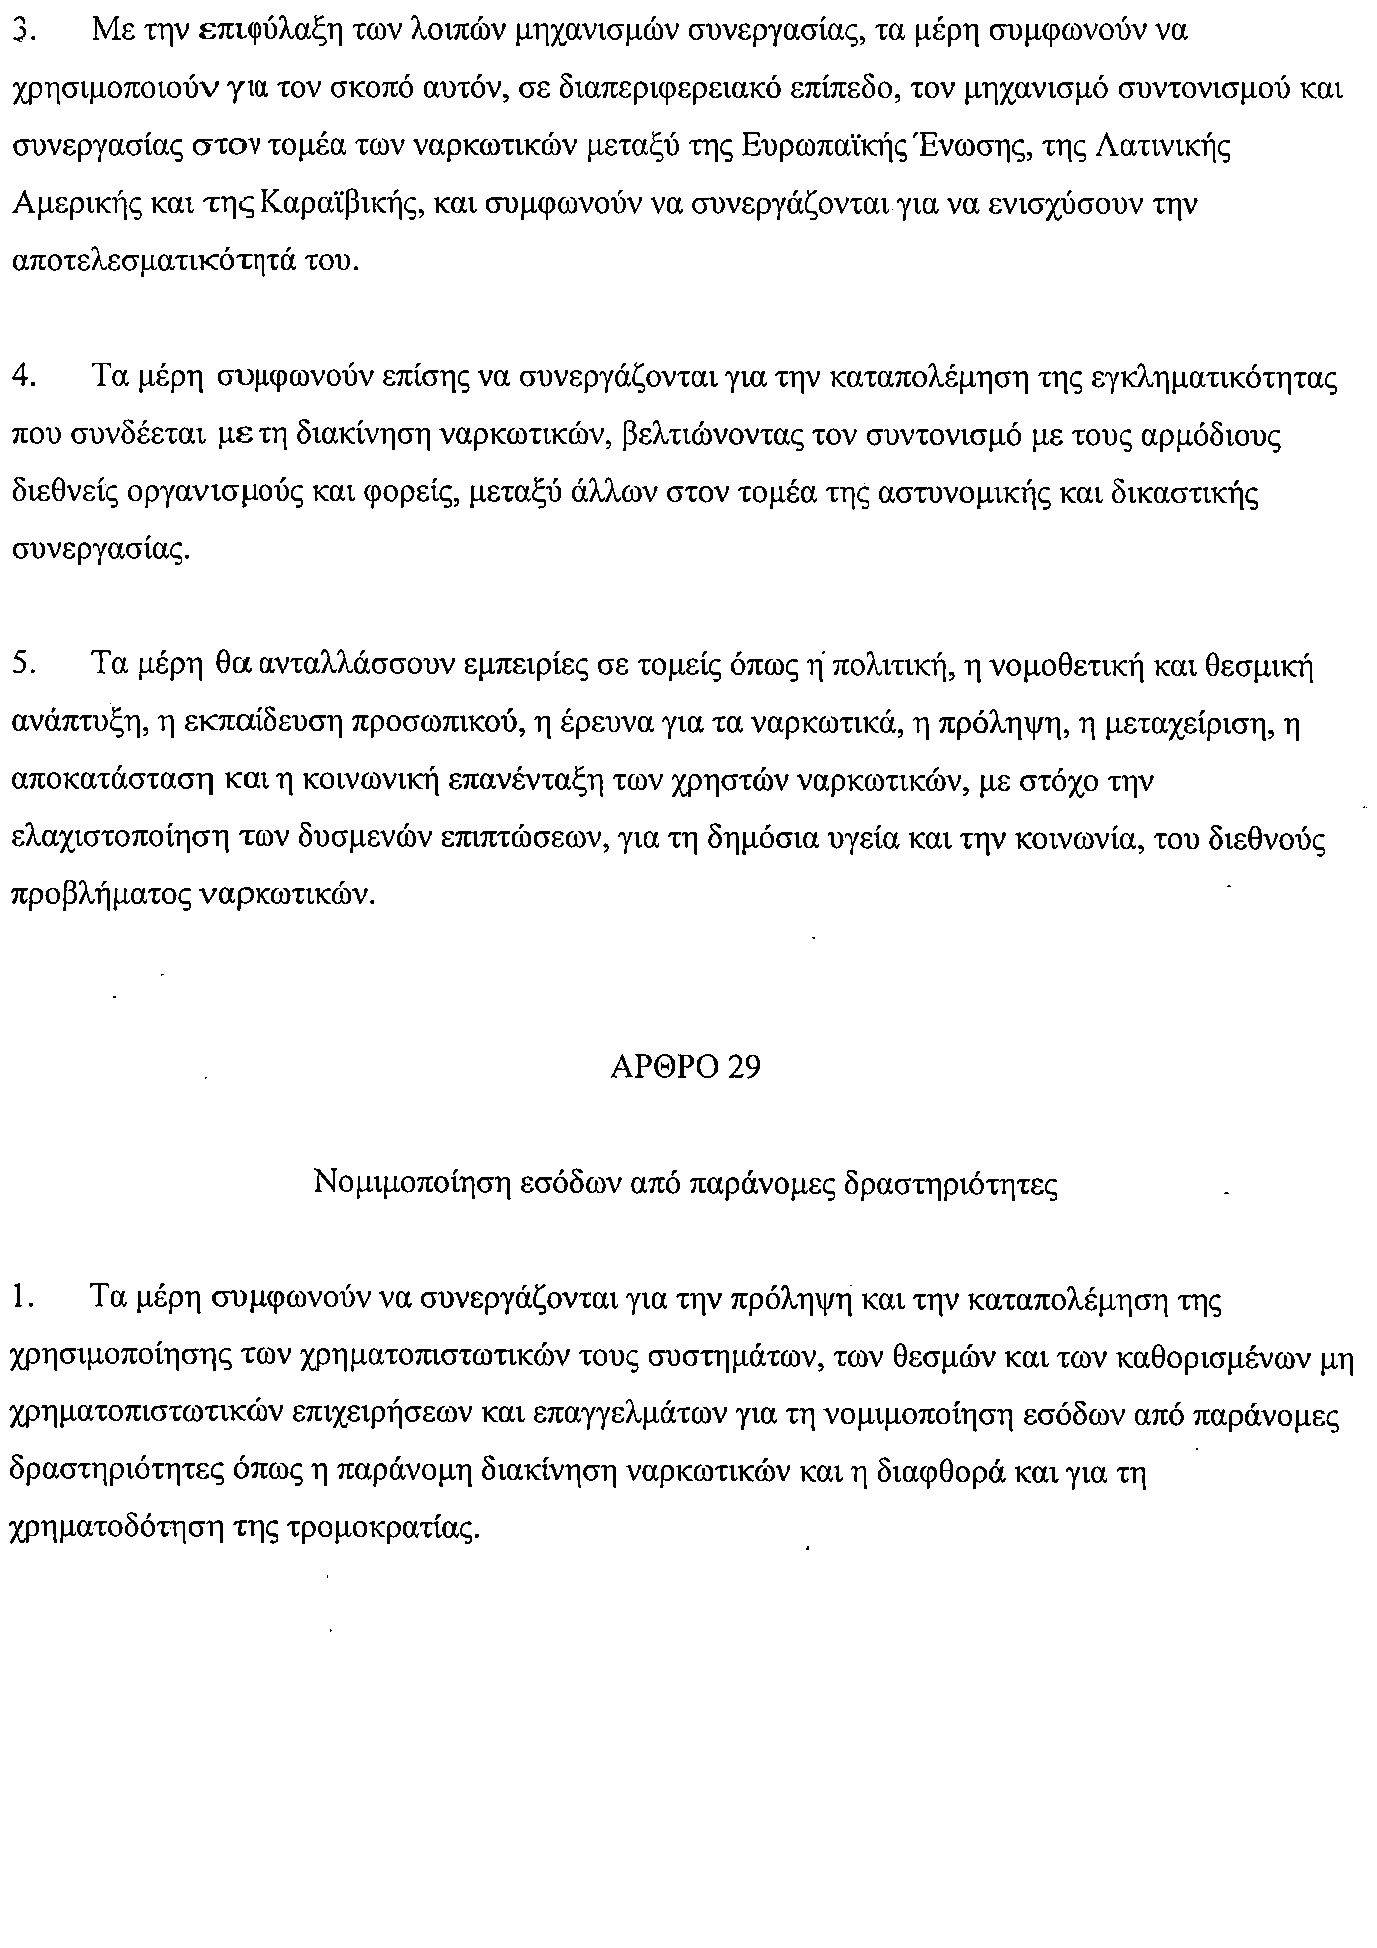 3. Με την επιφύλαξη των λοιπών μηχανισμών συνεργασίας, τα μέρη συμφωνούν να
χρησιμοποιούν για τον σκοπό αυτόν, σε διαπεριφερειακό επίπεδο, τον μηχανισμό συντονισμού και
συνεργασίας στον τομέα των ναρκωτικών μεταξύ της Ευρωπαϊκής Ένωσης, της Λατινικής
Αμερικής και της Καραϊβικής, και συμφωνούν να συνεργάζονται για να ενισχύσουν την
αποτελεσματικότητά του.
4. Τα μέρη συμφωνούν επίσης να συνεργάζονται για την καταπολέμηση της εγκληματικότητας
που συνδέεται με τη διακίνηση ναρκωτικών, βελτιώνοντας τον συντονισμό με τους αρμόδιους
διεθνείς οργανισμούς και φορείς, μεταξύ άλλων στον τομέα της αστυνομικής και δικαστικής
συνεργασίας.
5. Τα μέρη θα ανταλλάσσουν εμπειρίες σε τομείς όπως η πολιτική, η νομοθετική και θεσμική
ανάπτυξη, η εκπαίδευση προσωπικού, η έρευνα για τα ναρκωτικά, η πρόληψη, η μεταχείριση, η
αποκατάσταση και η κοινωνική επανένταξη των χρηστών ναρκωτικών, με στόχο την
ελαχιστοποίηση των δυσμενών επιπτώσεων, για τη δημόσια υγεία και την κοινωνία, του διεθνούς
προβλήματος ναρκωτικών.
ΑΡΘΡΟ 29
Νομιμοποίηση εσόδων από παράνομες δραστηριότητες
1. Τα μέρη συμφωνούν να συνεργάζονται για την πρόληψη και την καταπολέμηση της
χρησιμοποίησης των χρηματοπιστωτικών τους συστημάτων, των θεσμών και των καθορισμένων μη
χρηματοπιστωτικών επιχειρήσεων και επαγγελμάτων για τη νομιμοποίηση εσόδων από παράνομες
δραστηριότητες όπως η παράνομη διακίνηση ναρκωτικών και η διαφθορά και για τη
χρηματοδότηση της τρομοκρατίας.